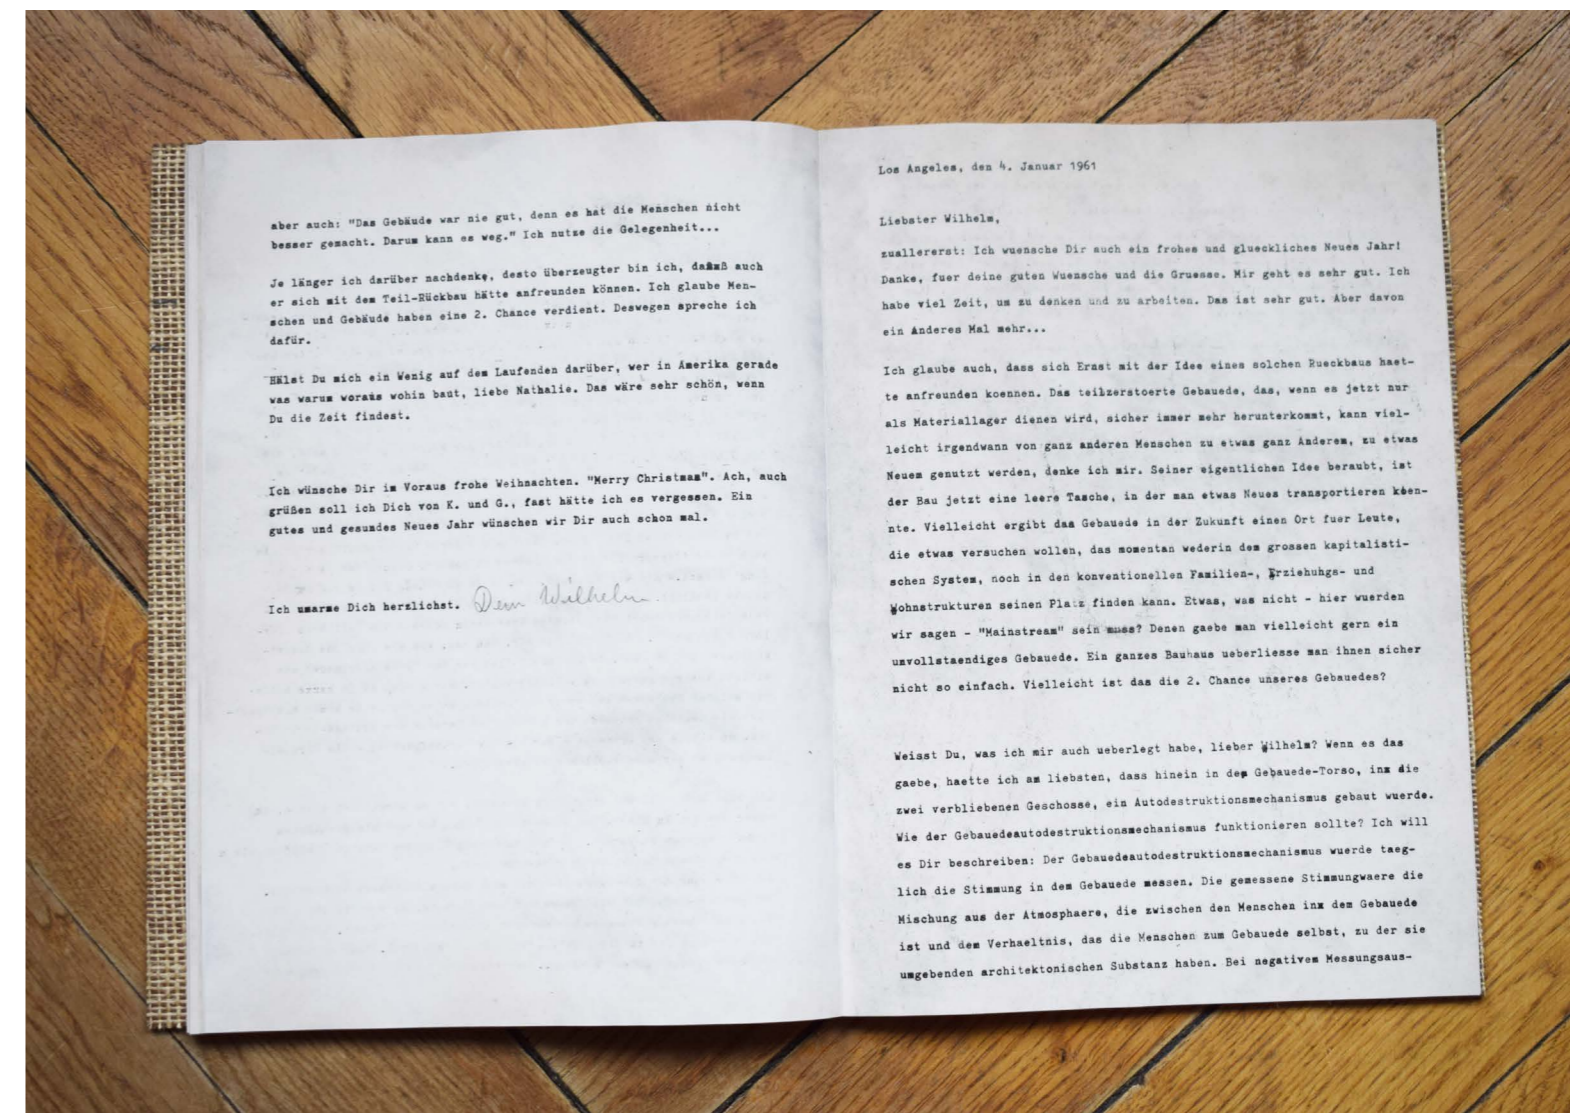 aber auch: "Das Gebäude war nie gut, denn es hat die Menschen nicht
besser gemacht. Darum kann es weg." Ich nutze die Gelegenheit...
Je länger ich darüber nachdenke, desto überzeugter bin ich, daß auch
er sich mit dem Teil-Rückbau hätte anfreunden können. Ich glaube Men-
schen und Gebäude haben eine 2. Chance verdient. Deswegen spreche ich
dafür.
Hälst Du mich ein Wenig auf dem Laufenden darüber, wer in Amerika gerade
was warum woraus wohin baut, liebe Nathalie. Das wäre sehr schön, wenn
Du die Zeit findest.
Ich wünsche Dir im Voraus frohe Weihnachten. "Merry Christmas". Ach, auch
grüßen soll ich Dich von K. und G., fast hätte ich es vergessen. Ein
gutes und gesundes Neues Jahr wünschen wir Dir auch schon mal.
Ich umarme Dich herzlichst. Dein Wilhelm
Los Angeles, den 4. Januar 1961
Liebster Wilhelm,
zuallererst: Ich wuensche Dir auch ein frohes und glueckliches Neues Jahr!
Danke, fuer deine guten Wuensche und die Gruesse. Mir geht es sehr gut. Ich
habe viel Zeit, um zu denken und zu arbeiten. Das ist sehr gut. Aber davon
ein Anderes Mal mehr...
Ich glaube auch, dass sich Ernst mit der Idee eines solchen Rueckbaus haet-
te anfreunden koennen. Das teilzerstoerte Gebaeude, das, wenn es jetzt nur
als Materiallager dienen wird, sicher immer mehr herunterkommt, kann viel-
leicht irgendwann von ganz anderen Menschen zu etwas ganz Anderem, zu etwas
Neuem genutzt werden, denke ich mir. Seiner eigentlichen Idee beraubt, ist
der Bau jetzt eine leere Tasche, in der man etwas Neues transportieren koen-
nte. Vielleicht ergibt das Gebauede in der Zukunft einen Ort fuer Leute,
die etwas versuchen wollen, das momentan wederin dem grossen kapitalisti-
schen System, noch in den konventionellen Familien-, Erziehuhgs- und
Wohnstrukturen seinen Platz finden kann. Etwas, was nicht - hier wuerden
wir sagen - "Mainstream" sein muss? Denen gaebe man vielleicht gern ein
unvollstaendiges Gebauede. Ein ganzes Bauhaus ueberliesse man ihnen sicher
nicht so einfach. Vielleicht ist das die 2. Chance unseres Gebauedes?
Weisst Du, was ich mir auch ueberlegt habe, lieber Wilhelm? Wenn es das
gaebe, haette ich am liebsten, dass hinein in dem Gebauede-Torso, inx die
zwei verbliebenen Geschosse, ein Autodestruktionsmechanismus gebaut wuerde.
Wie der Gebauedeautodestruktionsmechanismus funktionieren sollte? Ich will
es Dir beschreiben: Der Gebauedeautodestruktionsmechanismus wuerde taeg-
lich die Stimmung in dem Gebauede messen. Die gemessene Stimmungwaere die
Mischung aus der Atmosphaere, die zwischen den Menschen inx dem Gebauede
ist und dem Verhaeltnis, das die Menschen zum Gebauede selbst, zu der sie
umgebenden architektonischen Substanz haben. Bei negativem Messungsaus-